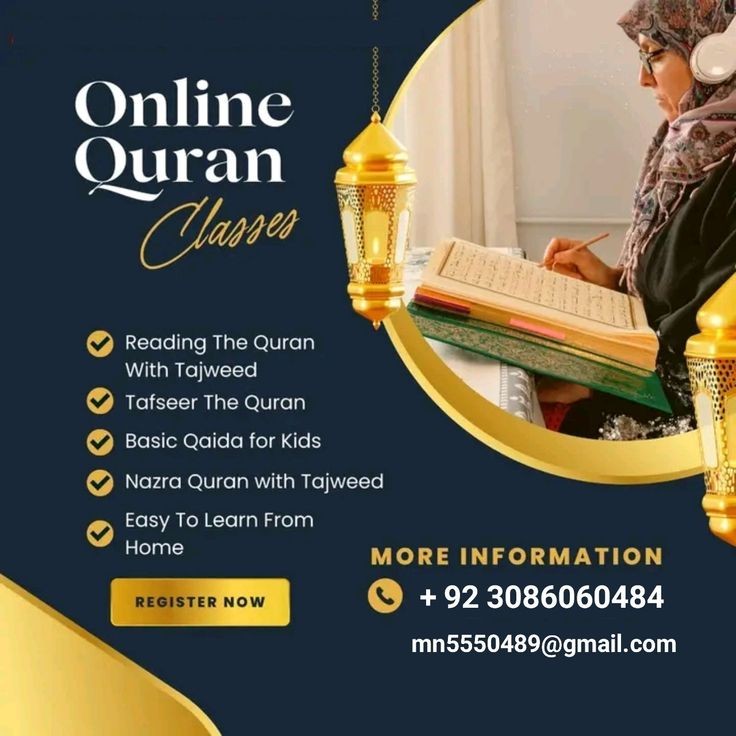 Online
Quran
Classes
Reading The Quran
With Tajweed
Tafseer The Quran
Basic Qaida for Kids
Nazra Quran with Tajweed
Easy To Learn From
Home
REGISTER NOW
MORE INFORMATION
+ 92 3086060484
mn5550489@gmail.com